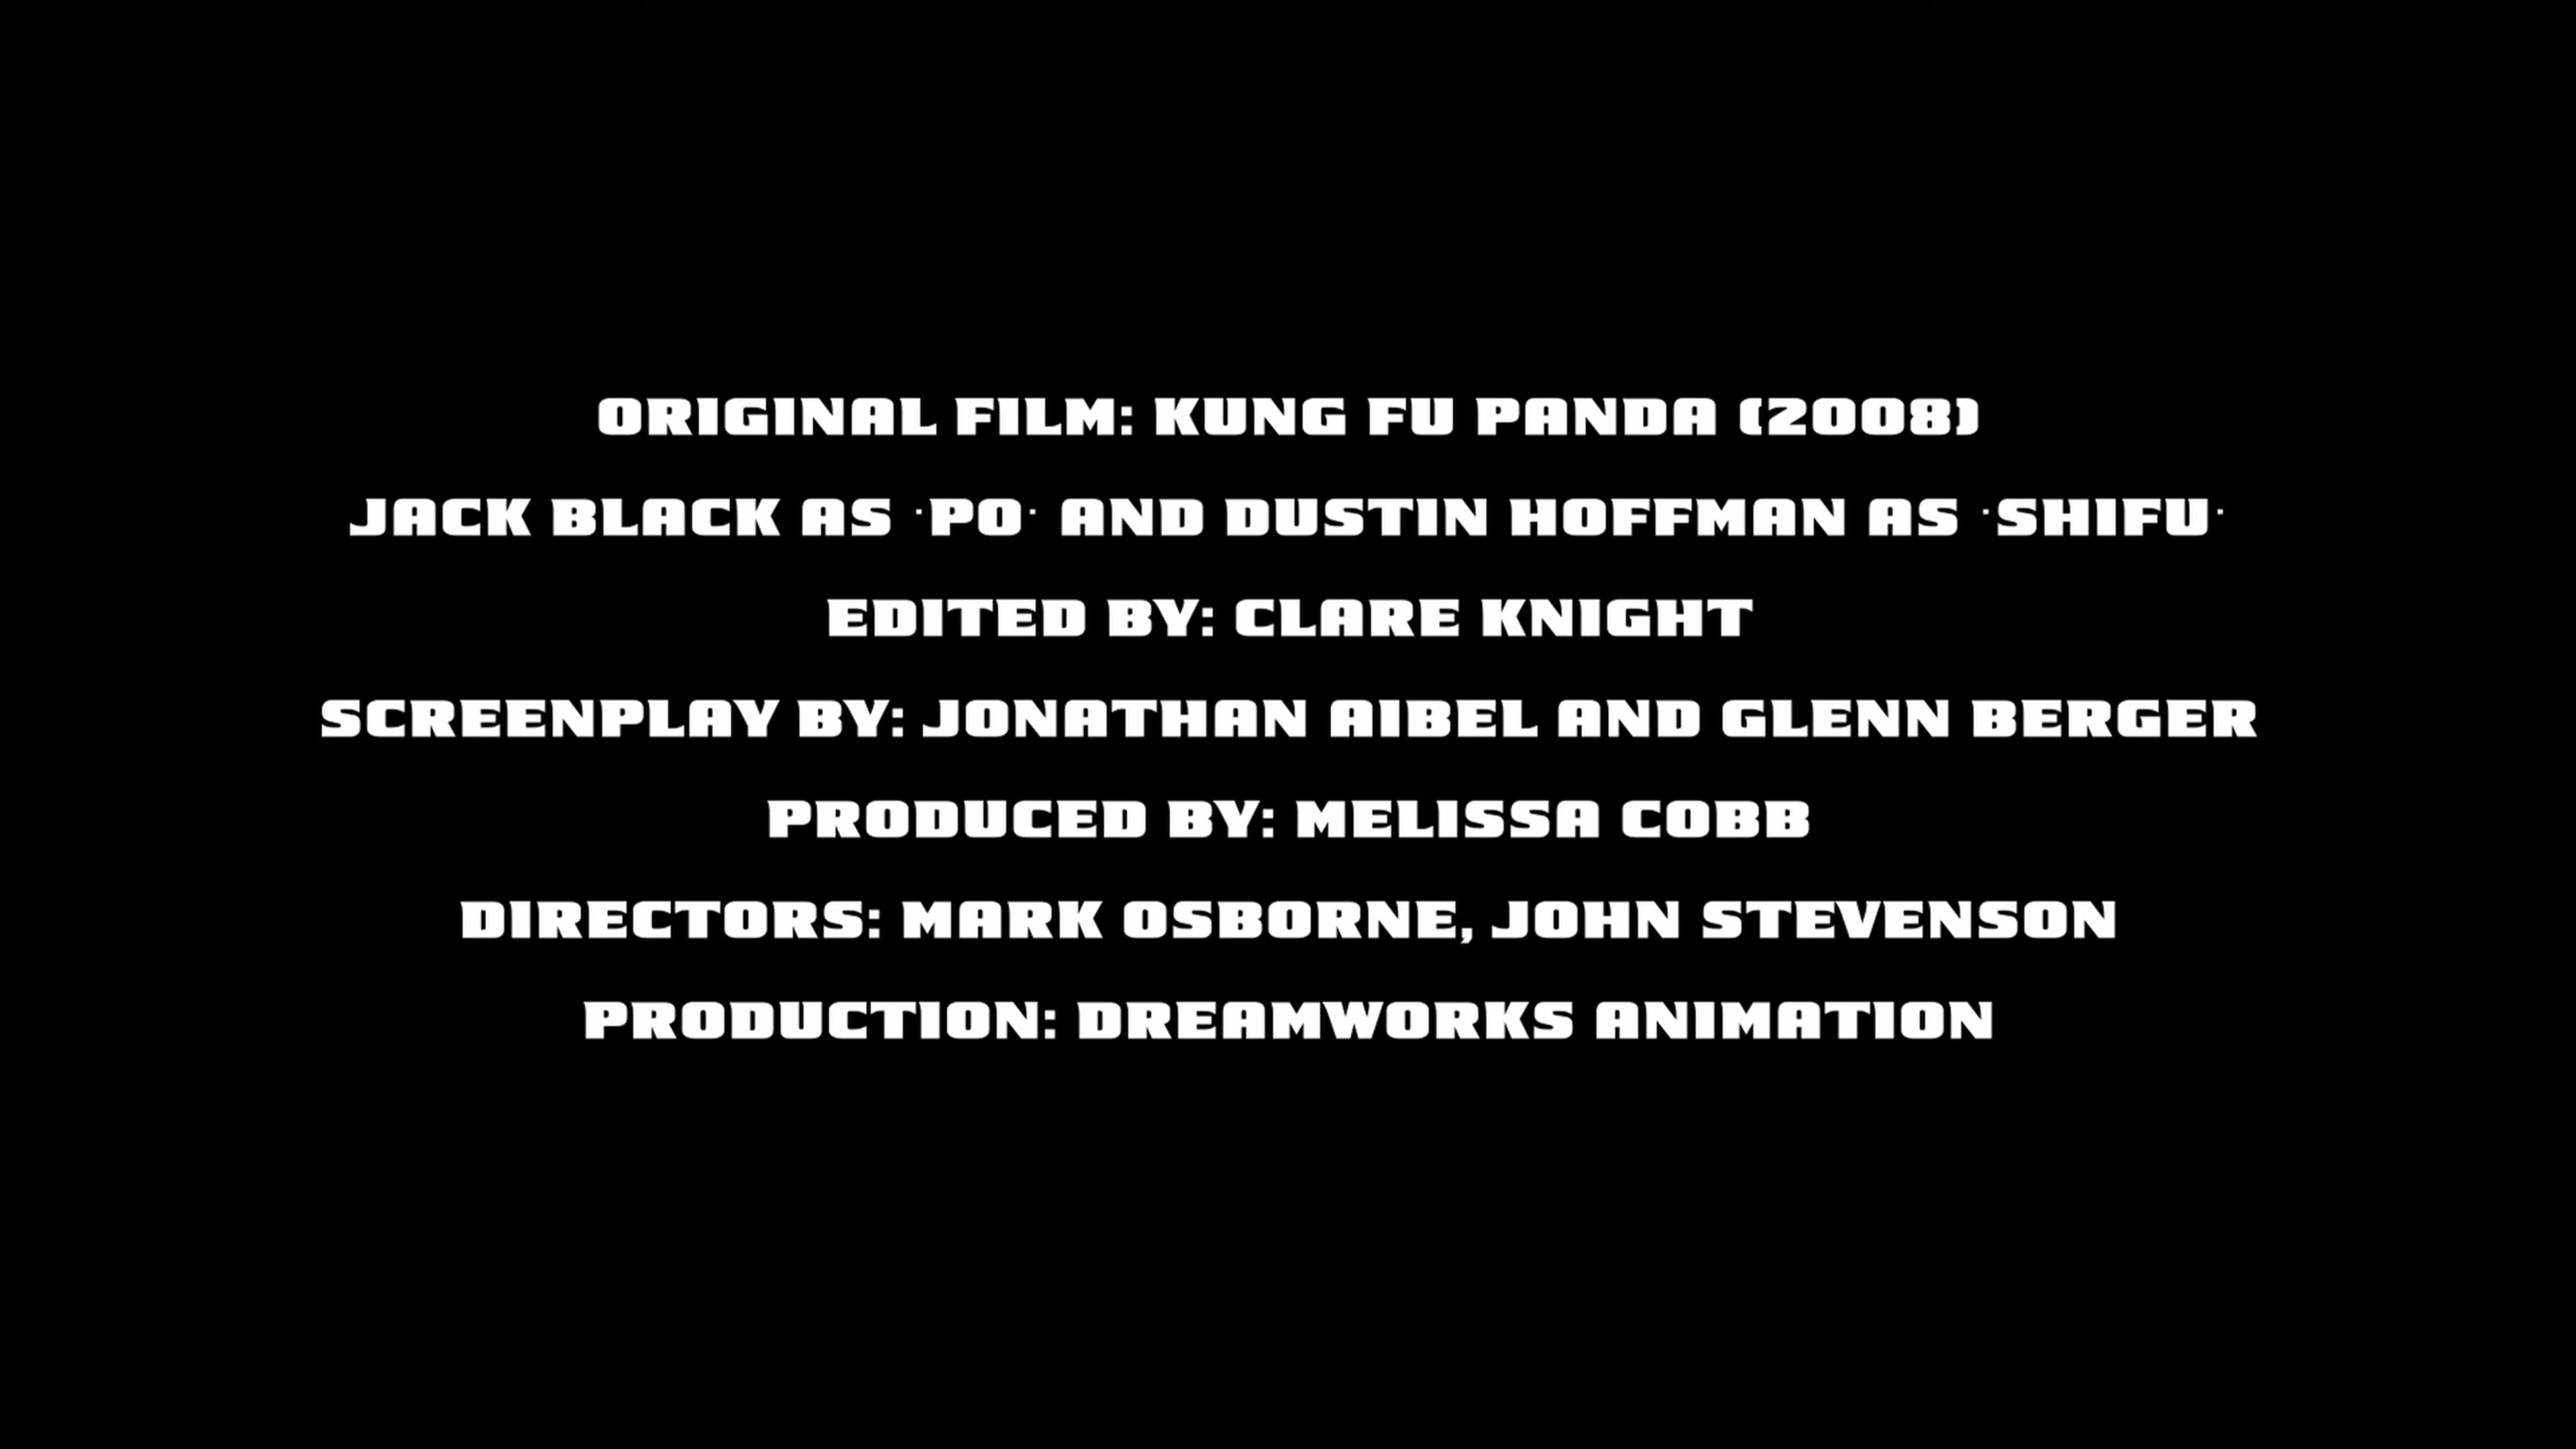 ORIGINAL FILM: KUNG FU PANDA (2008)
JACK BLACK AS 'PO' AND DUSTIN HOFFMAN AS 'SHIFU'
EDITED BY: CLARE KNIGHT
SCREENPLAY BY: JONATHAN AIBEL AND GLENN BERGER
PRODUCED BY: MELISSA COBB
DIRECTORS: MARK OSBORNE, JOHN STEVENSON
PRODUCTION: DREAMWORKS ANIMATION